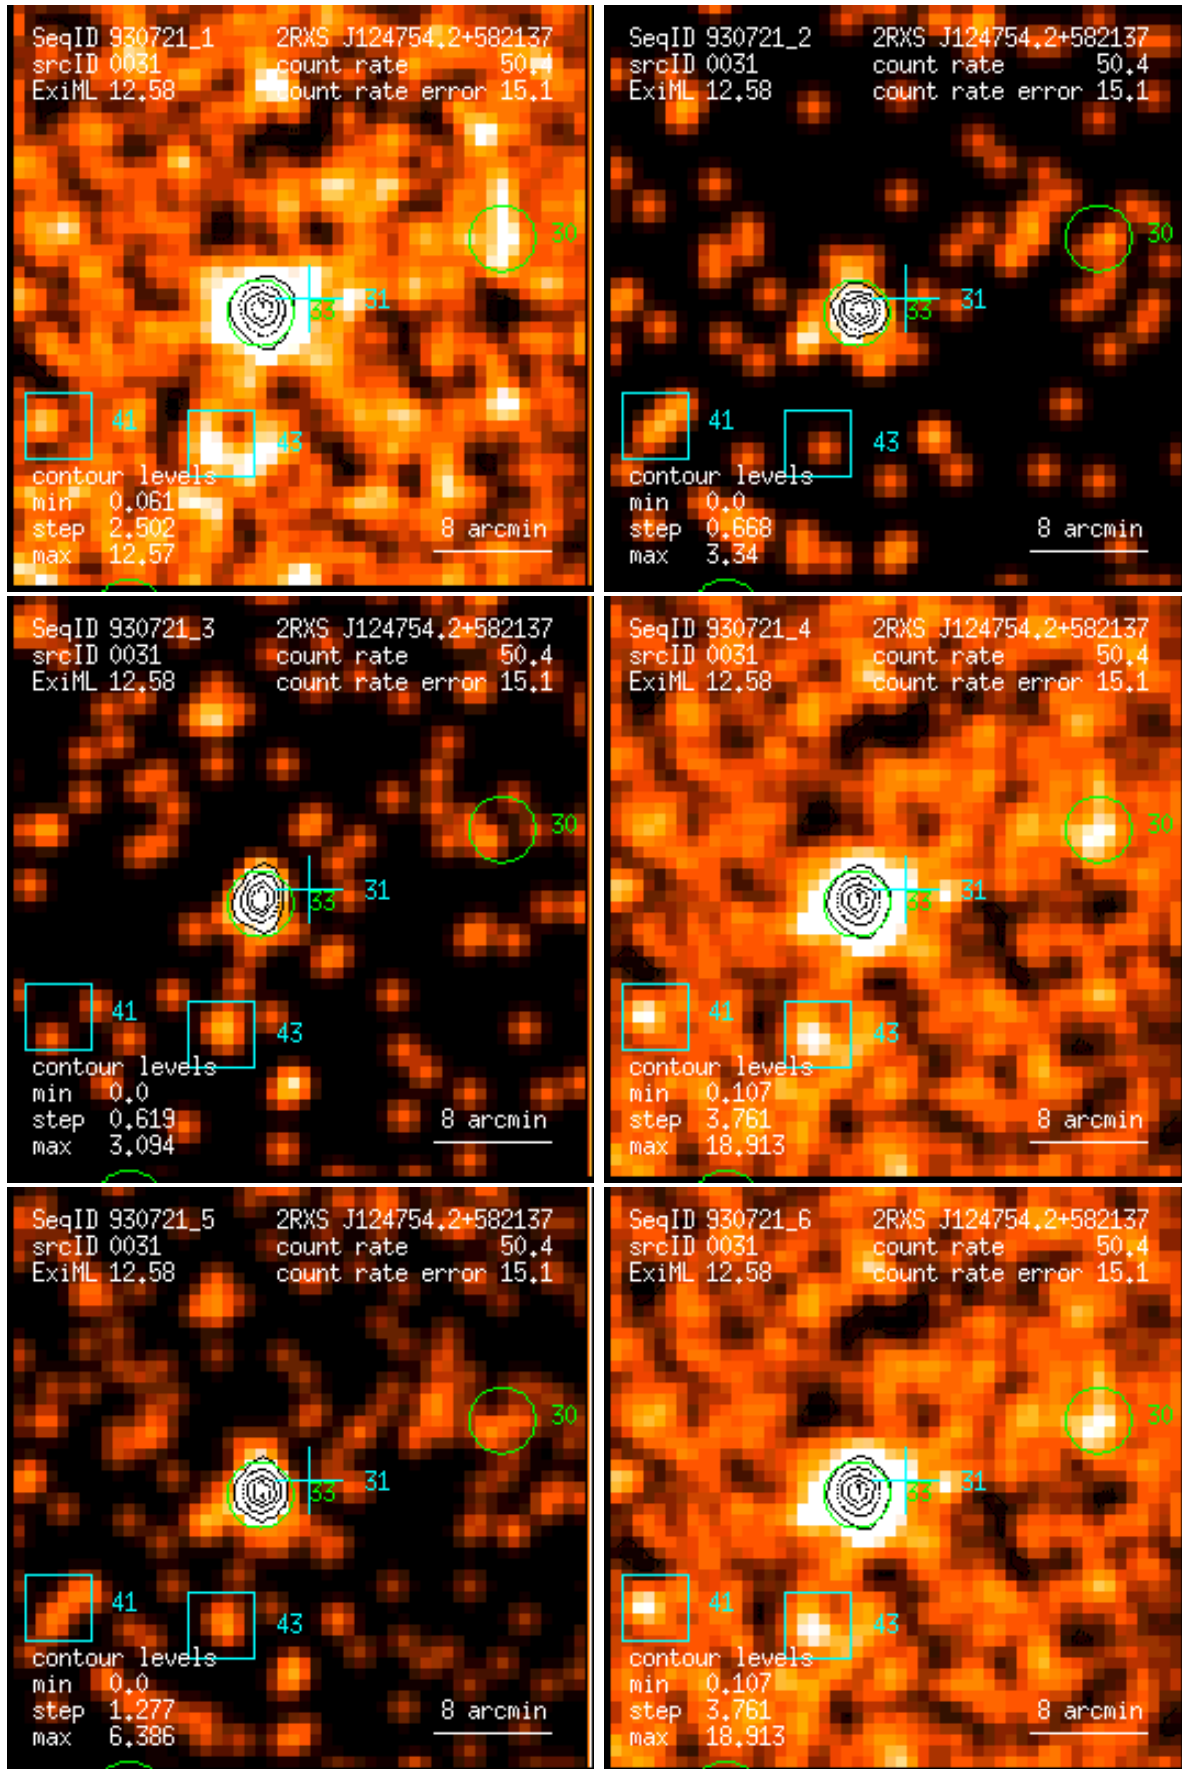 SeqID 930721_1 2RXS J124754.2+582137
srcID 0031 count rate 50.4
ExiML 12.58 count rate error 15.1
30
31
33
41
43
contour levels
min 0.061
step 2.502
max 12.57
8 arcmin
SeqID 930721_2 2RXS J124754.2+582137
srcID 0031 count rate 50.4
ExiML 12.58 count rate error 15.1
30
31
33
41
43
contour levels
min 0.0
step 0.668
max 3.34
8 arcmin
SeqID 930721_3 2RXS J124754.2+582137
srcID 0031 count rate 50.4
ExiML 12.58 count rate error 15.1
30
31
33
41
43
contour levels
min 0.0
step 0.619
max 3.094
8 arcmin
SeqID 930721_4 2RXS J124754.2+582137
srcID 0031 count rate 50.4
ExiML 12.58 count rate error 15.1
30
31
33
41
43
contour levels
min 0.107
step 3.761
max 18.913
8 arcmin
SeqID 930721_5 2RXS J124754.2+582137
srcID 0031 count rate 50.4
ExiML 12.58 count rate error 15.1
30
31
33
41
43
contour levels
min 0.0
step 1.277
max 6.386
8 arcmin
SeqID 930721_6 2RXS J124754.2+582137
srcID 0031 count rate 50.4
ExiML 12.58 count rate error 15.1
30
31
33
41
43
contour levels
min 0.107
step 3.761
max 18.913
8 arcmin